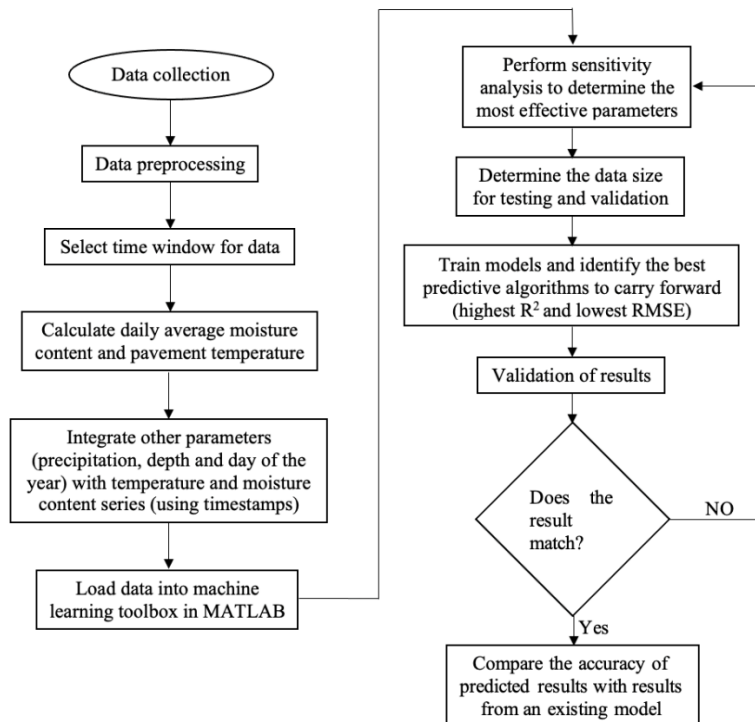 Data collection
Data preprocessing
Select time window for data
Calculate daily average moisture
content and pavement temperature
Integrate other parameters
(precipitation, depth and day of the
year) with temperature and moisture
content series (using timestamps)
Load data into machine
learning toolbox in MATLAB
Perform sensitivity
analysis to determine the
most effective parameters
Determine the data size
for testing and validation
Train models and identify the best
predictive algorithms to carry forward
(highest R² and lowest RMSE)
Validation of results
Does the
result
match?
NO
Yes
Compare the accuracy of
predicted results with results
from an existing model